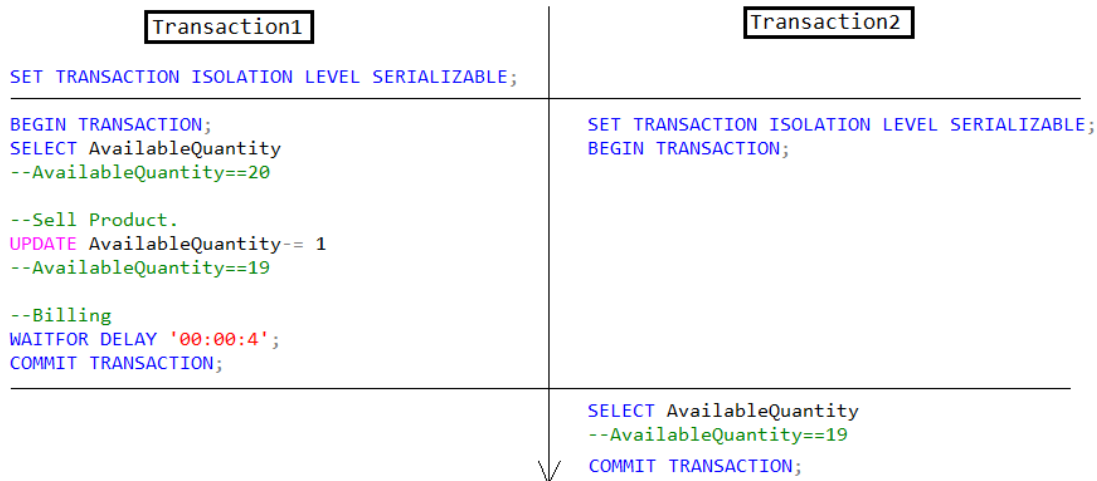 Transaction1
SET TRANSACTION ISOLATION LEVEL SERIALIZABLE;
BEGIN TRANSACTION;
SELECT AvailableQuantity
--AvailableQuantity==20
--Sell Product.
UPDATE AvailableQuantity-= 1
--AvailableQuantity==19
--Billing
WAITFOR DELAY '00:00:4';
COMMIT TRANSACTION;
Transaction2
SET TRANSACTION ISOLATION LEVEL SERIALIZABLE;
BEGIN TRANSACTION;
SELECT AvailableQuantity
--AvailableQuantity==19
COMMIT TRANSACTION;